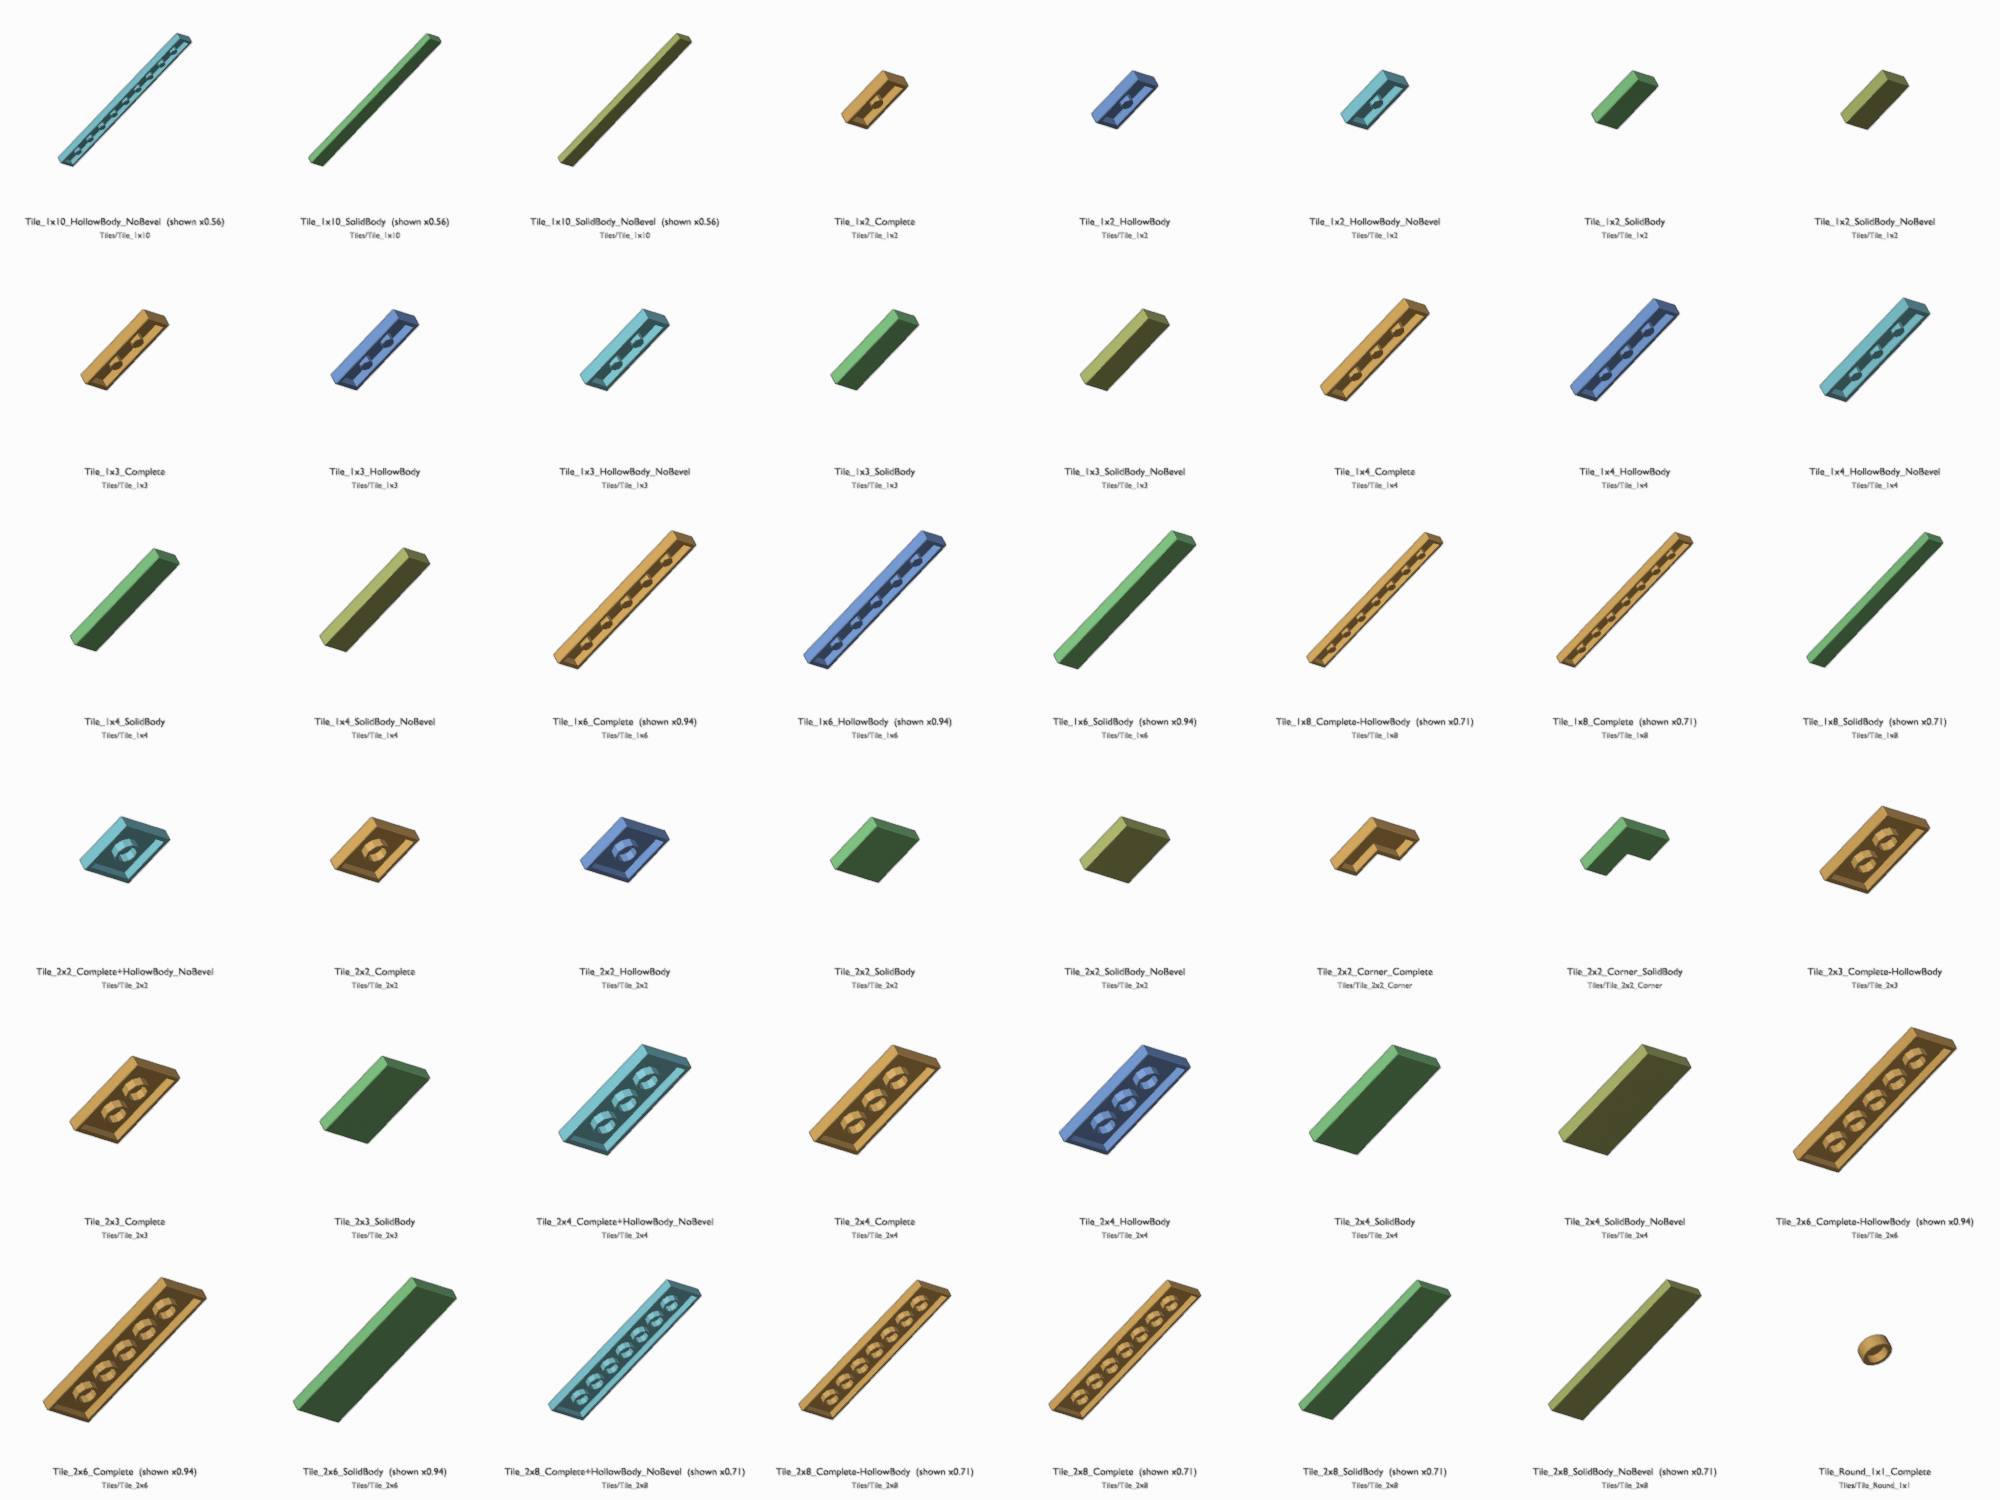 Tile_1x10_HollowBody_NoBevel (shown x0.56)
Tiles/Tile_1x10
Tile_1x10_SolidBody (shown x0.56)
Tiles/Tile_1x10
Tile_1x10_SolidBody_NoBevel (shown x0.56)
Tiles/Tile_1x10
Tile_1x2_Complete
Tiles/Tile_1x2
Tile_1x2_HollowBody
Tiles/Tile_1x2
Tile_1x2_HollowBody_NoBevel
Tiles/Tile_1x2
Tile_1x2_SolidBody
Tiles/Tile_1x2
Tile_1x2_SolidBody_NoBevel
Tiles/Tile_1x2
Tile_1x3_Complete
Tiles/Tile_1x3
Tile_1x3_HollowBody
Tiles/Tile_1x3
Tile_1x3_HollowBody_NoBevel
Tiles/Tile_1x3
Tile_1x3_SolidBody
Tiles/Tile_1x3
Tile_1x3_SolidBody_NoBevel
Tiles/Tile_1x3
Tile_1x4_Complete
Tiles/Tile_1x4
Tile_1x4_HollowBody
Tiles/Tile_1x4
Tile_1x4_HollowBody_NoBevel
Tiles/Tile_1x4
Tile_1x4_SolidBody
Tiles/Tile_1x4
Tile_1x4_SolidBody_NoBevel
Tiles/Tile_1x4
Tile_1x6_Complete (shown x0.94)
Tiles/Tile_1x6
Tile_1x6_HollowBody (shown x0.94)
Tiles/Tile_1x6
Tile_1x6_SolidBody (shown x0.94)
Tiles/Tile_1x6
Tile_1x8_Complete-HollowBody (shown x0.71)
Tiles/Tile_1x8
Tile_1x8_Complete (shown x0.71)
Tiles/Tile_1x8
Tile_1x8_SolidBody (shown x0.71)
Tiles/Tile_1x8
Tile_2x2_Complete+HollowBody_NoBevel
Tiles/Tile_2x2
Tile_2x2_Complete
Tiles/Tile_2x2
Tile_2x2_HollowBody
Tiles/Tile_2x2
Tile_2x2_SolidBody
Tiles/Tile_2x2
Tile_2x2_SolidBody_NoBevel
Tiles/Tile_2x2
Tile_2x2_Corner_Complete
Tiles/Tile_2x2_Corner
Tile_2x2_Corner_SolidBody
Tiles/Tile_2x2_Corner
Tile_2x3_Complete-HollowBody
Tiles/Tile_2x3
Tile_2x3_Complete
Tiles/Tile_2x3
Tile_2x3_SolidBody
Tiles/Tile_2x3
Tile_2x4_Complete+HollowBody_NoBevel
Tiles/Tile_2x4
Tile_2x4_Complete
Tiles/Tile_2x4
Tile_2x4_HollowBody
Tiles/Tile_2x4
Tile_2x4_SolidBody
Tiles/Tile_2x4
Tile_2x4_SolidBody_NoBevel
Tiles/Tile_2x4
Tile_2x6_Complete-HollowBody (shown x0.94)
Tiles/Tile_2x6
Tile_2x6_Complete (shown x0.94)
Tiles/Tile_2x6
Tile_2x6_SolidBody (shown x0.94)
Tiles/Tile_2x6
Tile_2x8_Complete+HollowBody_NoBevel (shown x0.71)
Tiles/Tile_2x8
Tile_2x8_Complete-HollowBody (shown x0.71)
Tiles/Tile_2x8
Tile_2x8_Complete (shown x0.71)
Tiles/Tile_2x8
Tile_2x8_SolidBody (shown x0.71)
Tiles/Tile_2x8
Tile_2x8_SolidBody_NoBevel (shown x0.71)
Tiles/Tile_2x8
Tile_Round_1x1_Complete
Tiles/Tile_Round_1x1